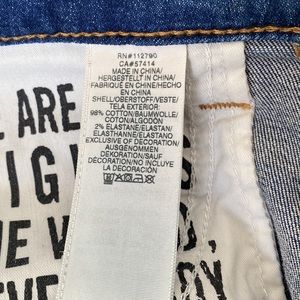 RN#112790
CA#57414
MADE IN CHINA/
HERGESTELLT IN CHINA/
FABRIQUÉ EN CHINE/HECHO
EN CHINA
SHELL/OBERSTOFF/VESTE/
TELA EXTERIOR:
98% COTTON/BAUMWOLLE/
COTON/ALGODÓN
2% ELASTANE/ELASTAN/
ELASTHANNE/ELASTANO
EXCLUSIVE OF DECORATION/
AUSGENOMMEN
DEKORATION/SAUF
DÉCORATION/NO INCLUYE
LA DECORACIÓN
ARE